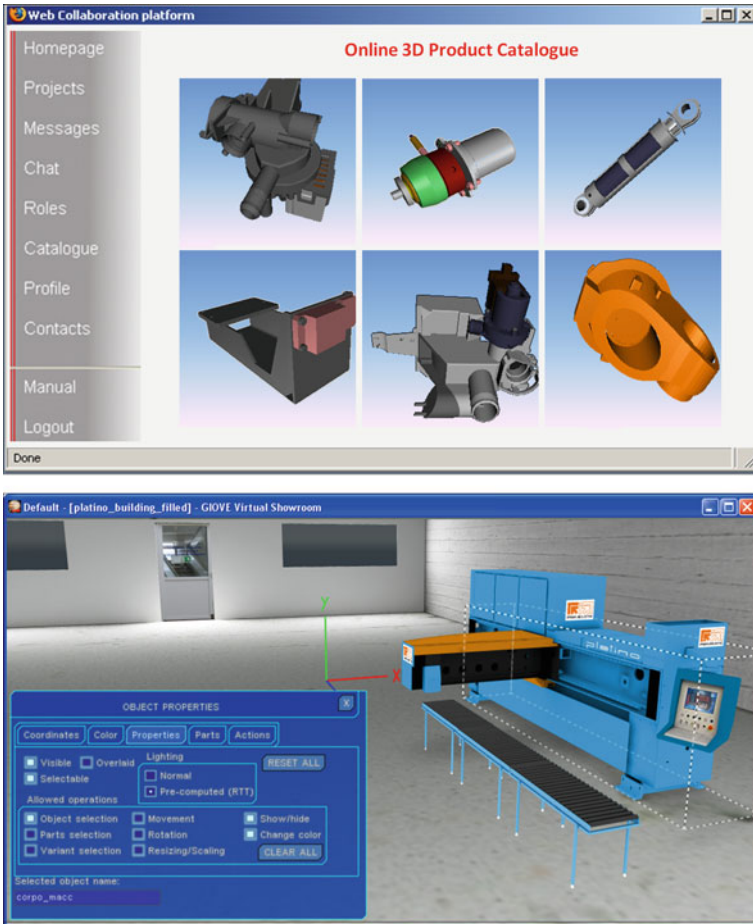 Web Collaboration platform
Homepage
Projects
Messages
Chat
Roles
Catalogue
Profile
Contacts
Manual
Logout
Online 3D Product Catalogue
Done
Default - [platino_building_filled] - GIOVE Virtual Showroom
y
X
platino
OBJECT PROPERTIES
X
Coordinates Color Properties Parts Actions
Visible Overlaid Lighting RESET ALL
Selectable Normal
Pre-computed (RTT)
Allowed operations
Object selection Movement Show/hide
Parts selection Rotation Change color
Variant selection Resizing/Scaling CLEAR ALL
Selected object name:
corpo_macc